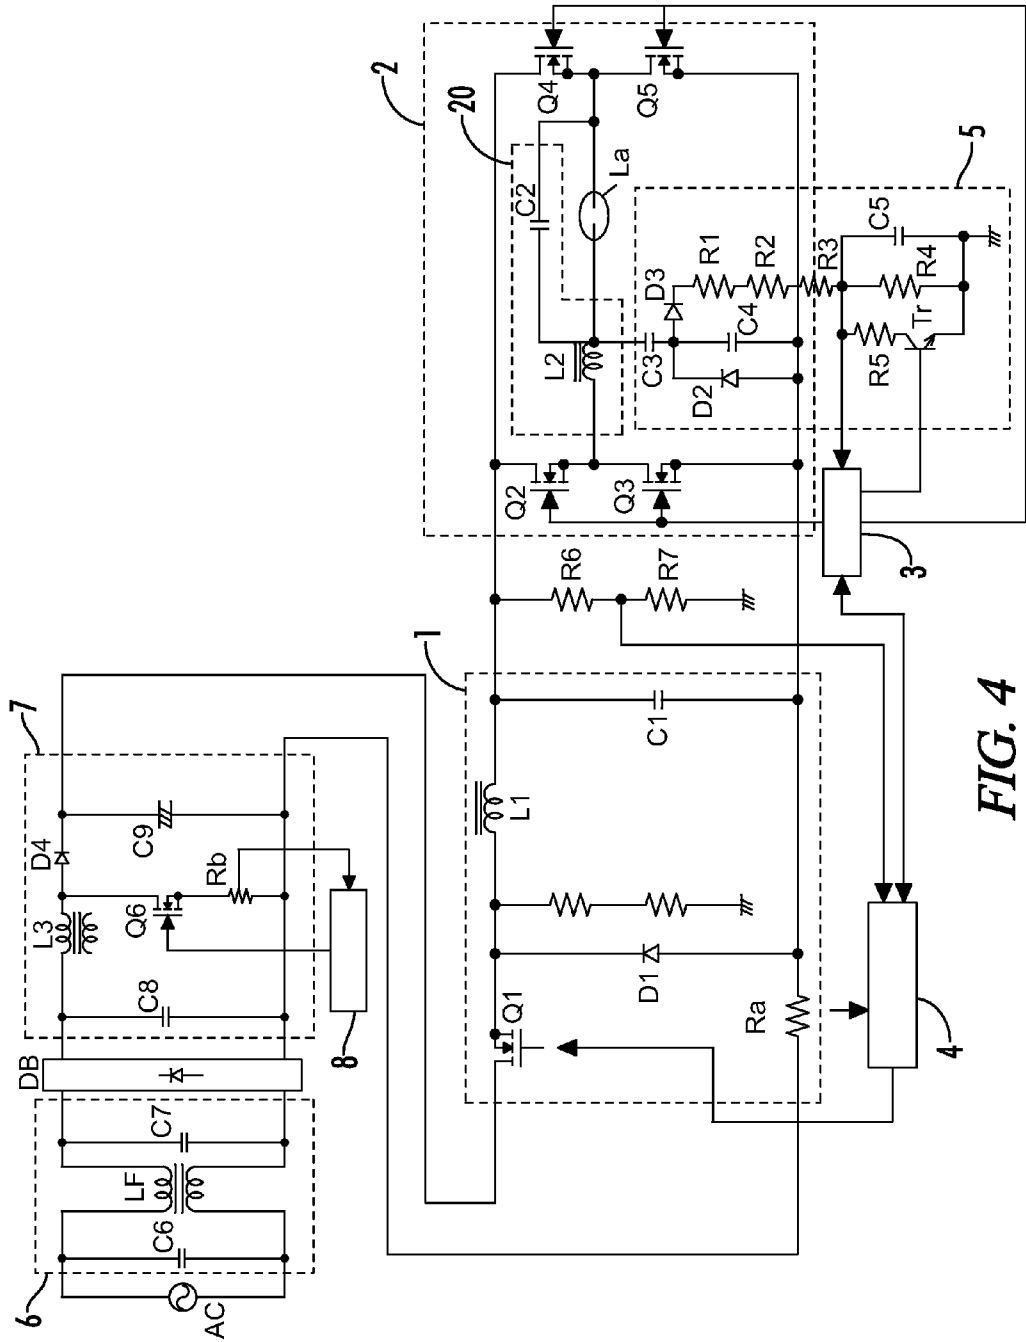 6
AC
C6
LF
C7
DB
7
C8
L3
D4
Q6
C9
Rb
8
1
Q1
L1
D1
C1
Ra
4
R6
R7
2
20
Q2
Q3
L2
C2
La
Q4
Q5
C3
D3
D2
C4
R1
R2
R3
5
R5
Tr
R4
C5
3
FIG. 4